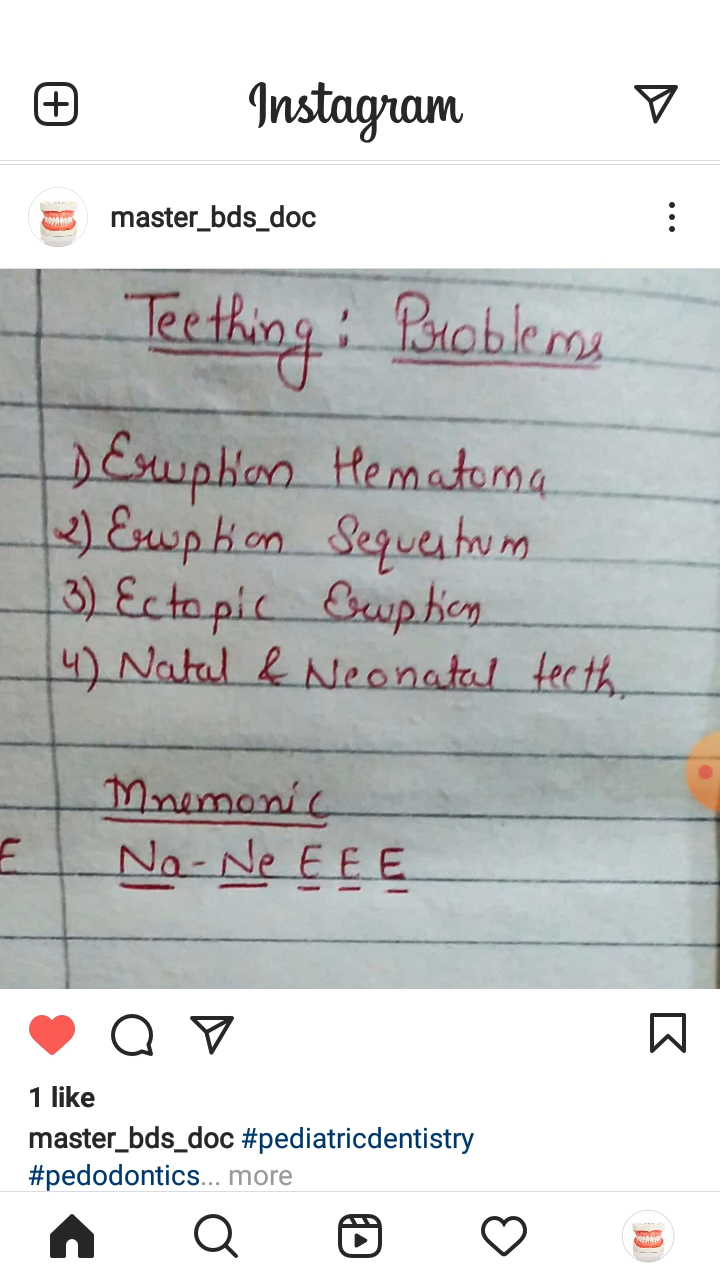 Instagram
master_bds_doc
Teething : Problems
1) Eruption Hematoma
2) Eruption Sequestrum
3) Ectopic Eruption
4) Natal & Neonatal teeth.
Mnemonic
E Na-Ne E E E
1 like
master_bds_doc #pediatricdentistry
#pedodontics... more